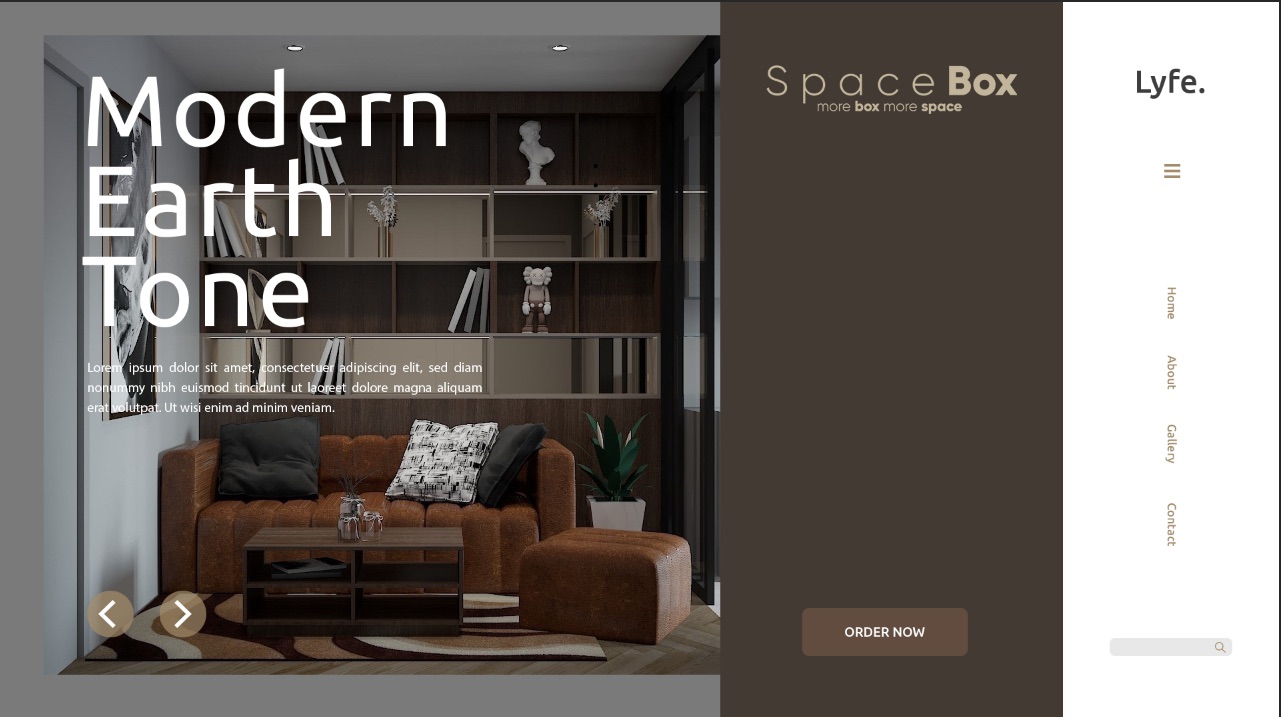 Modern
Earth
Tone
Lorem ipsum dolor sit amet, consectetuer adipiscing elit, sed diam
nonummy nibh euismod tincidunt ut laoreet dolore magna aliquam
erat volutpat. Ut wisi enim ad minim veniam.
Space Box
more box more space
ORDER NOW
Lyfe.
Home
About
Gallery
Contact